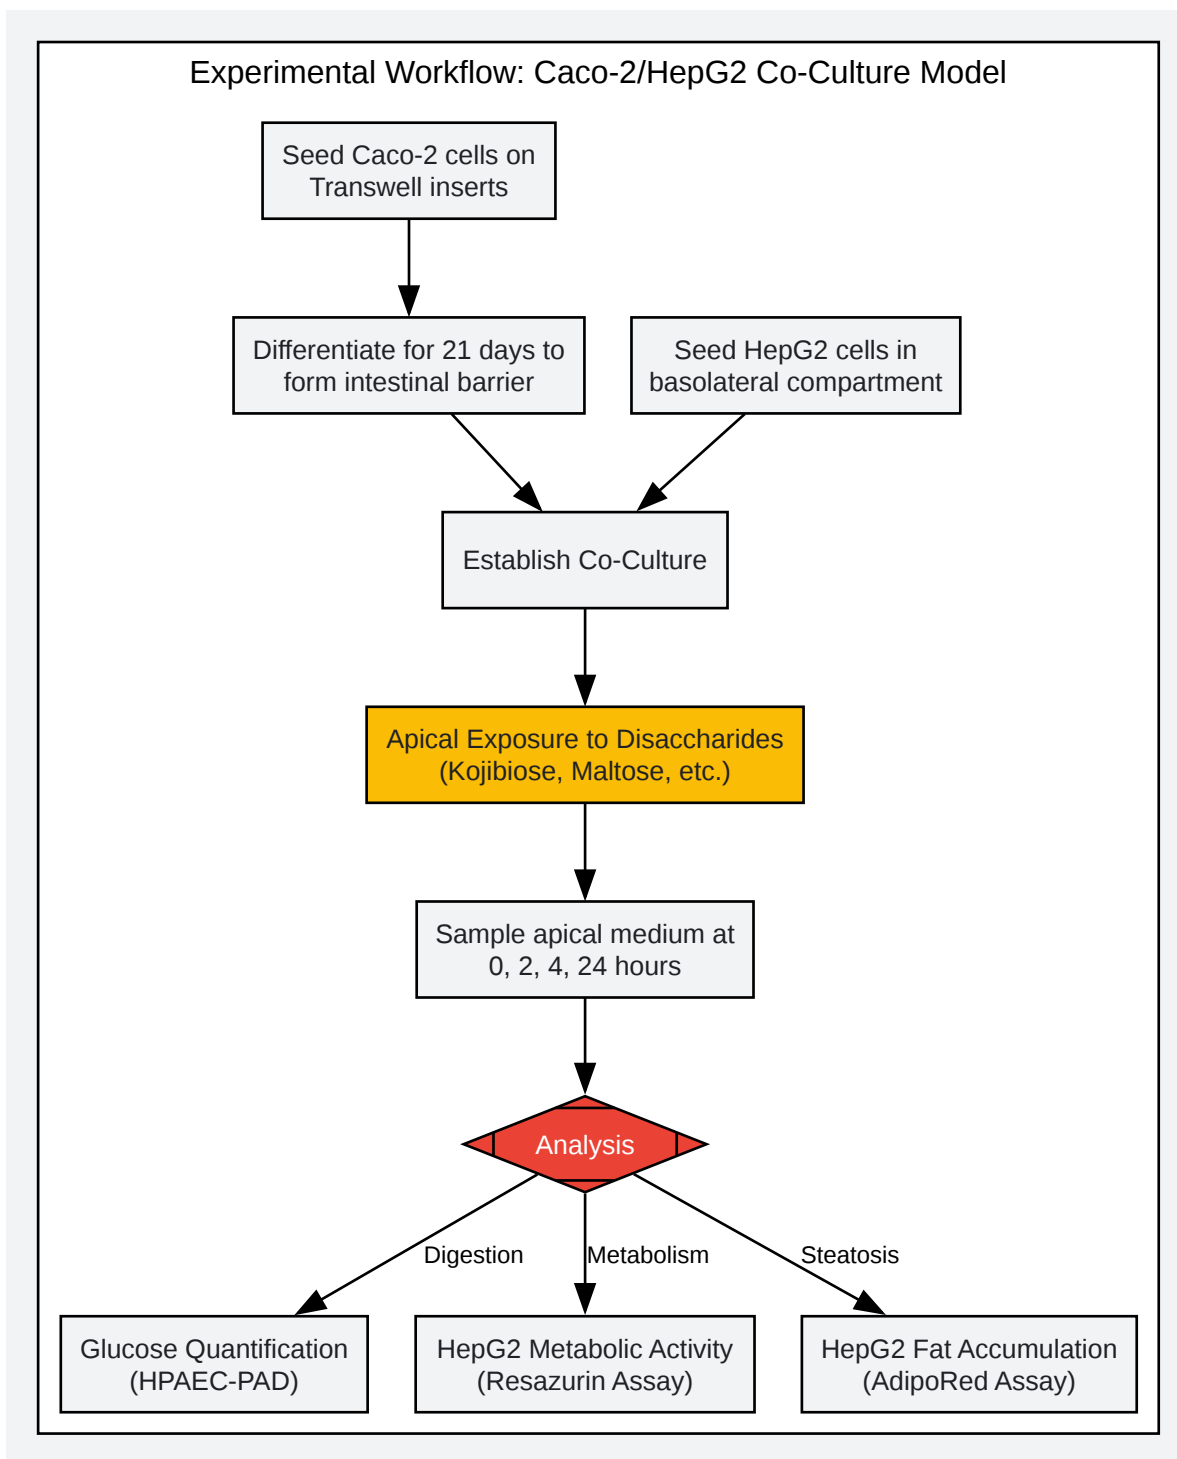 Experimental Workflow: Caco-2/HepG2 Co-Culture Model
Seed Caco-2 cells on
Transwell inserts
Differentiate for 21 days to
form intestinal barrier
Seed HepG2 cells in
basolateral compartment
Establish Co-Culture
Apical Exposure to Disaccharides
(Kojibiose, Maltose, etc.)
Sample apical medium at
0, 2, 4, 24 hours
Analysis
Digestion
Metabolism
Steatosis
Glucose Quantification
(HPAEC-PAD)
HepG2 Metabolic Activity
(Resazurin Assay)
HepG2 Fat Accumulation
(AdipoRed Assay)